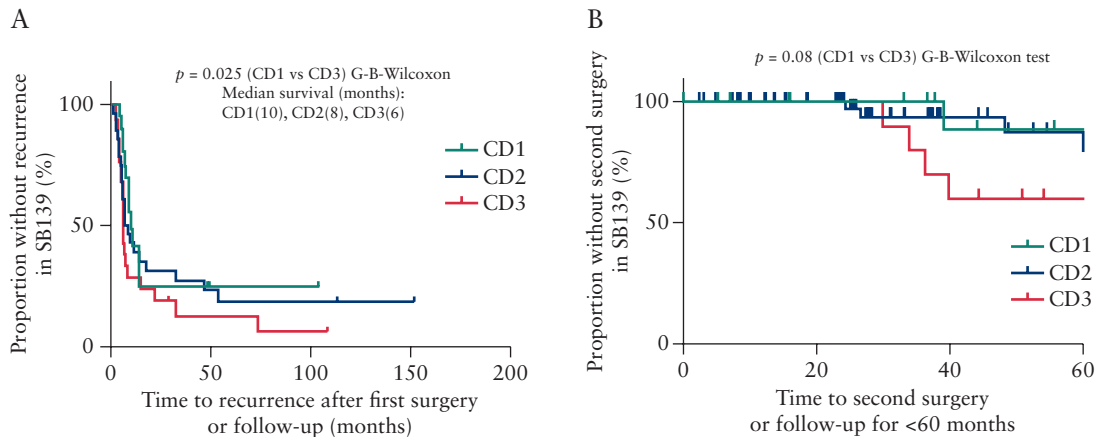 A
p = 0.025 (CD1 vs CD3) G-B-Wilcoxon
Median survival (months):
CD1(10), CD2(8), CD3(6)
Proportion without recurrence
in SB139 (%)
100
50
0
CD1
CD2
CD3
0 50 100 150 200
Time to recurrence after first surgery
or follow-up (months)
B
p = 0.08 (CD1 vs CD3) G-B-Wilcoxon test
Proportion without second surgery
in SB139 (%)
100
50
0
CD1
CD2
CD3
0 20 40 60
Time to second surgery
or follow-up for <60 months